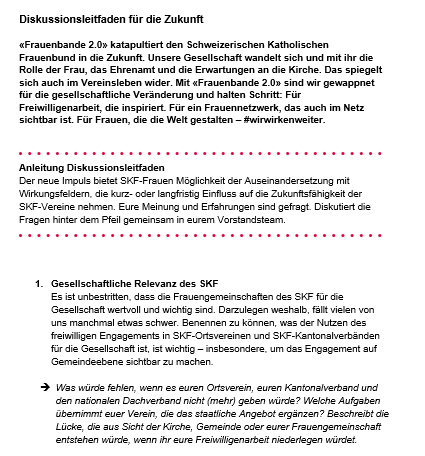 Diskussionsleitfaden für die Zukunft
«Frauenbande 2.0» katapultiert den Schweizerischen Katholischen
Frauenbund in die Zukunft. Unsere Gesellschaft wandelt sich und mit ihr die
Rolle der Frau, das Ehrenamt und die Erwartungen an die Kirche. Das spiegelt
sich auch im Vereinsleben wider. Mit «Frauenbande 2.0» sind wir gewappnet
für die gesellschaftliche Veränderung und halten Schritt: Für
Freiwilligenarbeit, die inspiriert. Für ein Frauennetzwerk, das auch im Netz
sichtbar ist. Für Frauen, die die Welt gestalten – #wirwirkenweiter.
Anleitung Diskussionsleitfaden
Der neue Impuls bietet SKF-Frauen Möglichkeit der Auseinandersetzung mit
Wirkungsfeldern, die kurz- oder langfristig Einfluss auf die Zukunftsfähigkeit der
SKF-Vereine nehmen. Eure Meinung und Erfahrungen sind gefragt. Diskutiert die
Fragen hinter dem Pfeil gemeinsam in eurem Vorstandsteam.
1. Gesellschaftliche Relevanz des SKF
Es ist unbestritten, dass die Frauengemeinschaften des SKF für die
Gesellschaft wertvoll und wichtig sind. Darzulegen weshalb, fällt vielen von
uns manchmal etwas schwer. Benennen zu können, was der Nutzen des
freiwilligen Engagements in SKF-Ortsvereinen und SKF-Kantonalverbänden
für die Gesellschaft ist, ist wichtig – insbesondere, um das Engagement auf
Gemeindeebene sichtbar zu machen.
➔ Was würde fehlen, wenn es euren Ortsverein, euren Kantonalverband und
den nationalen Dachverband nicht (mehr) geben würde? Welche Aufgaben
übernimmt euer Verein, die das staatliche Angebot ergänzen? Beschreibt die
Lücke, die aus Sicht der Kirche, Gemeinde oder eurer Frauengemeinschaft
entstehen würde, wenn ihr eure Freiwilligenarbeit niederlegen würdet.